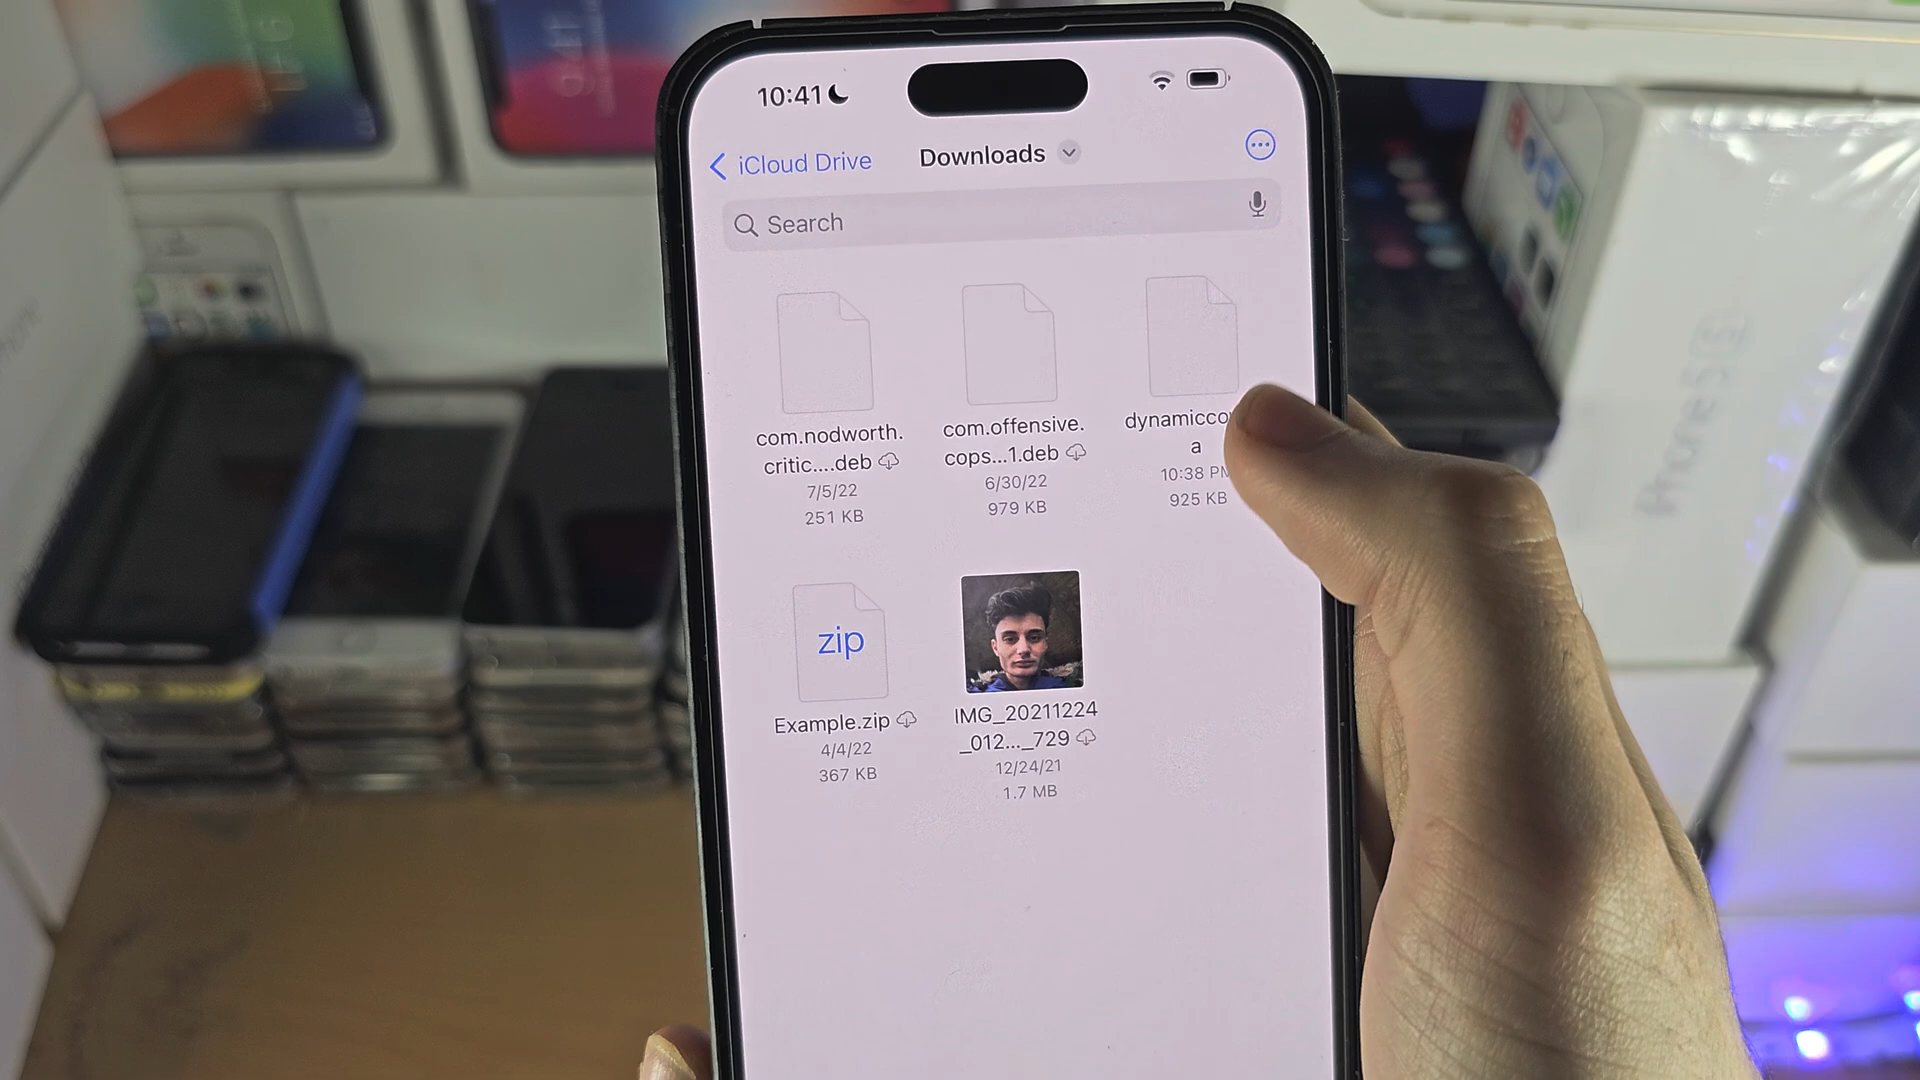 10:41
iCloud Drive
Downloads
Search
com.nodworth.
critic....deb
7/5/22
251 KB
com.offensive.
cops...1.deb
6/30/22
979 KB
a
10:38
925 KB
zip
Example.zip
4/4/22
367 KB
IMG_20211224
_012..._729
12/24/21
1.7 MB